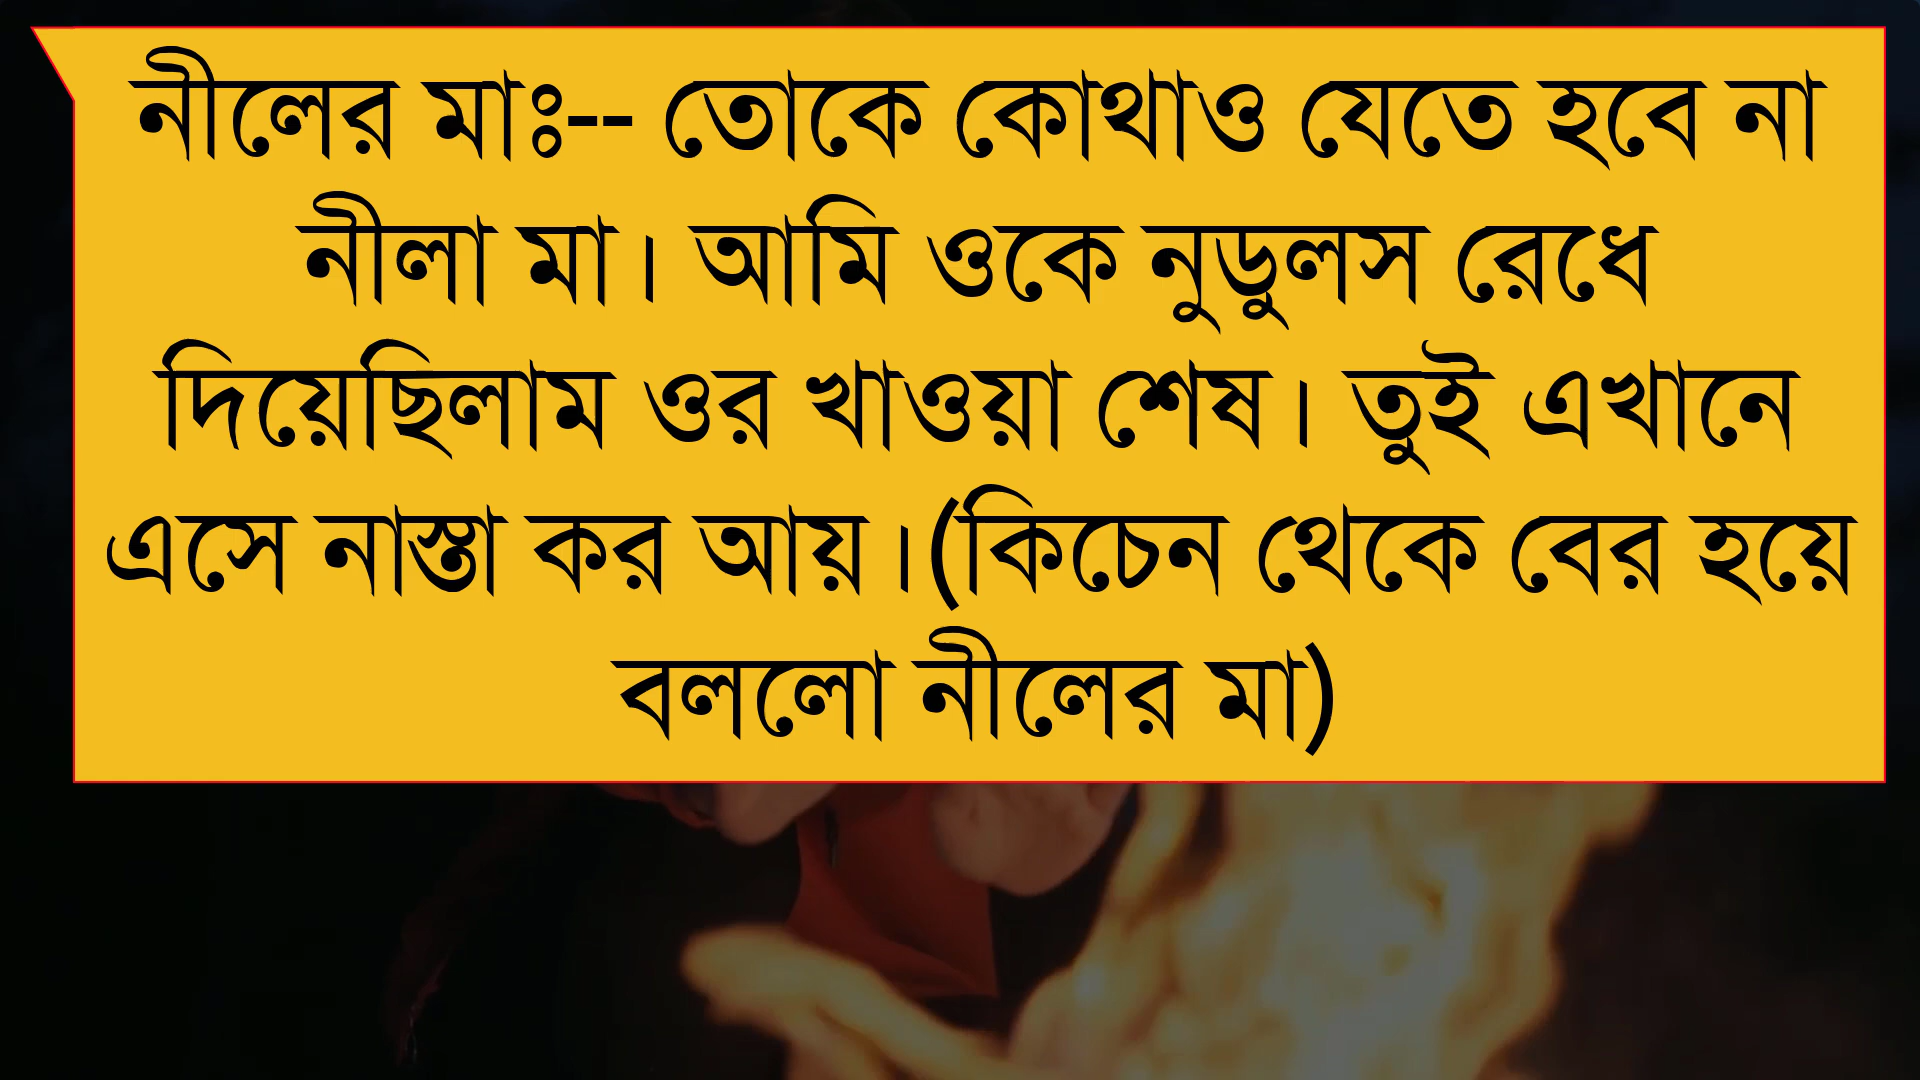 নীলের মাঃ-- তোকে কোথাও যেতে হবে না
নীলা মা। আমি ওকে নুডুলস রেধে
দিয়েছিলাম ওর খাওয়া শেষ। তুই এখানে
এসে নাস্তা কর আয়।(কিচেন থেকে বের হয়ে
বললো নীলের মা)